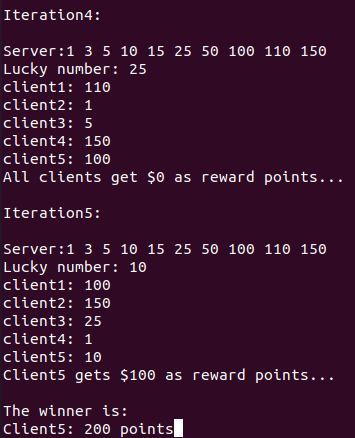 Iteration4:
Server:1 3 5 10 15 25 50 100 110 150
Lucky number: 25
client1: 110
client2: 1
client3: 5
client4: 150
client5: 100
All clients get $0 as reward points...
Iteration5:
Server:1 3 5 10 15 25 50 100 110 150
Lucky number: 10
client1: 100
client2: 150
client3: 25
client4: 1
client5: 10
Client5 gets $100 as reward points...
The winner is:
Client5: 200 points